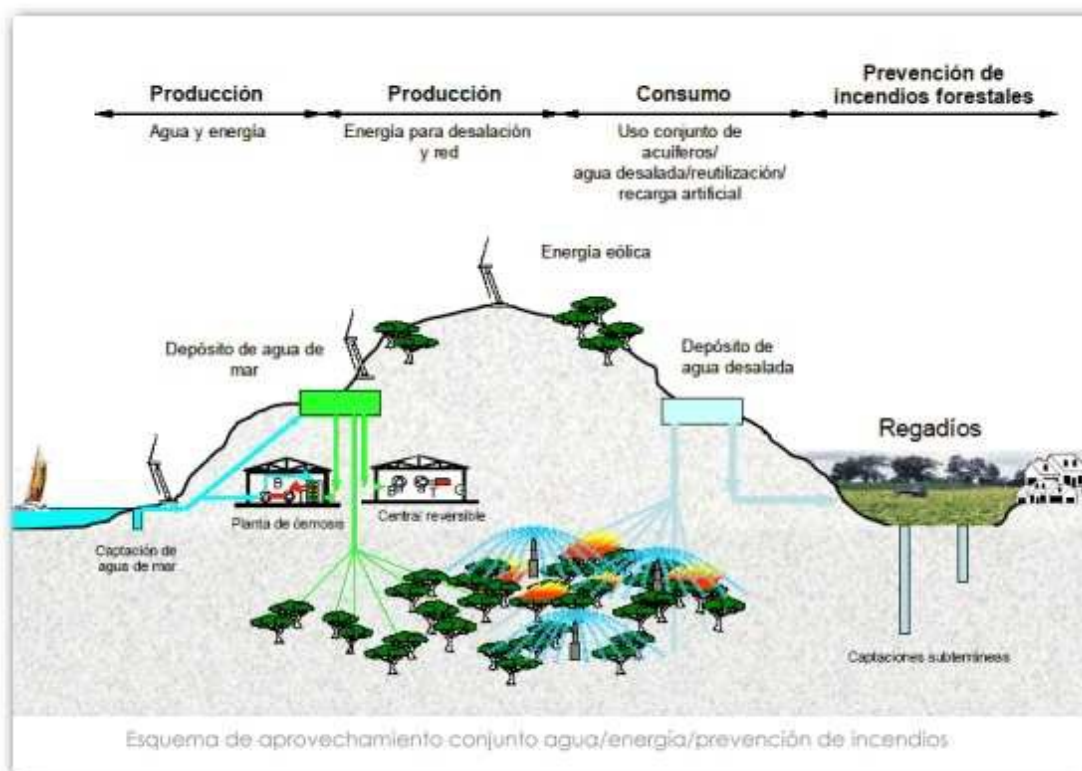 Producción
Agua y energía
Producción
Energía para desalación
y red
Consumo
Uso conjunto de
acuíferos/
agua desalada/reutilización/
recarga artificial
Prevención de
incendios forestales
Energía eólica
Depósito de agua de
mar
Depósito de
agua desalada
Regadíos
Planta de ósmosis
Central reversible
Captación de
agua de mar
Captaciones subterráneas
Esquema de aprovechamiento conjunto agua/energía/prevención de incendios